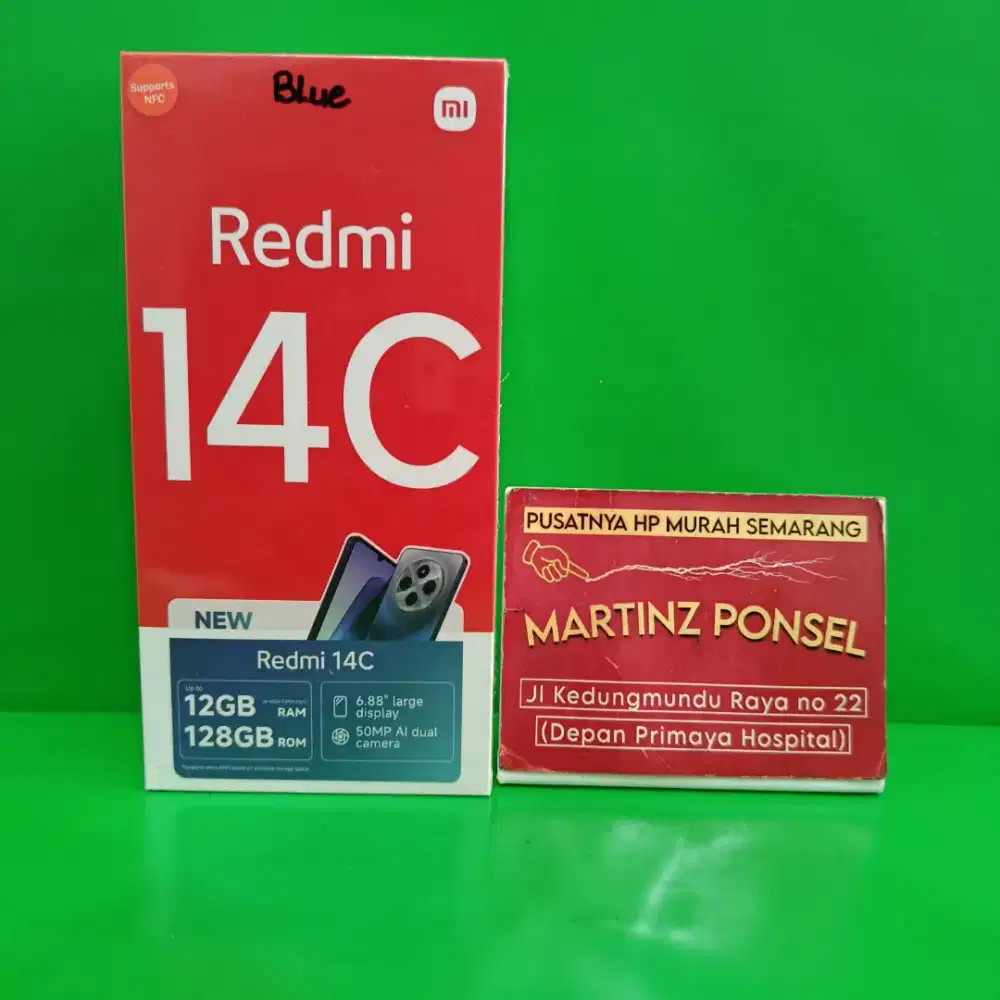 Supports
NFC
Blue
mi
Redmi
14C
NEW
Redmi 14C
Up to
12GB RAM
128GB ROM
6.88" large
display
50MP AI dual
camera
PUSATNYA HP MURAH SEMARANG
MARTINZ PONSEL
Jl Kedungmundu Raya no 22
(Depan Primaya Hospital)